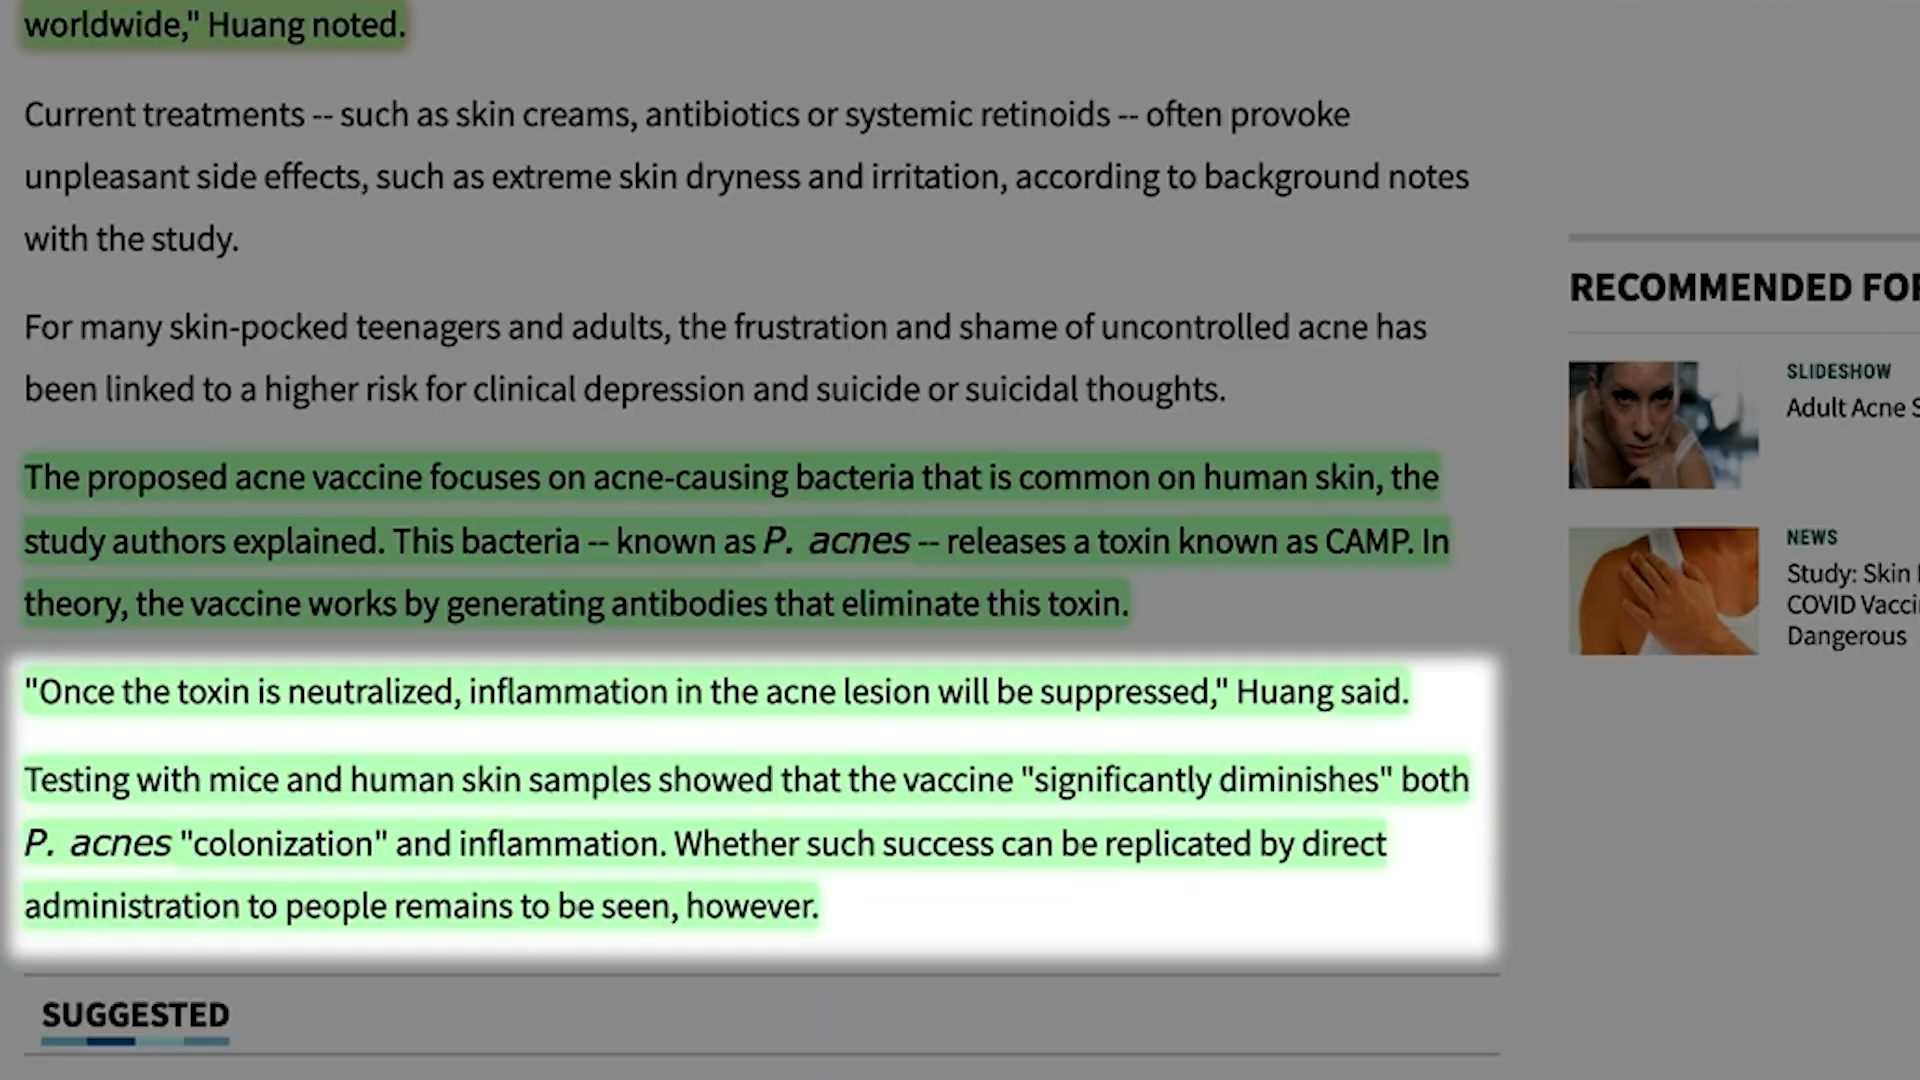 worldwide," Huang noted.
Current treatments -- such as skin creams, antibiotics or systemic retinoids -- often provoke
unpleasant side effects, such as extreme skin dryness and irritation, according to background notes
with the study.
For many skin-pocked teenagers and adults, the frustration and shame of uncontrolled acne has
been linked to a higher risk for clinical depression and suicide or suicidal thoughts.
The proposed acne vaccine focuses on acne-causing bacteria that is common on human skin, the
study authors explained. This bacteria -- known as P. acnes -- releases a toxin known as CAMP. In
theory, the vaccine works by generating antibodies that eliminate this toxin.
"Once the toxin is neutralized, inflammation in the acne lesion will be suppressed," Huang said.
Testing with mice and human skin samples showed that the vaccine "significantly diminishes" both
P. acnes "colonization" and inflammation. Whether such success can be replicated by direct
administration to people remains to be seen, however.
SUGGESTED
RECOMMENDED FOR
SLIDESHOW
Adult Acne S
NEWS
Study: Skin
COVID Vacci
Dangerous